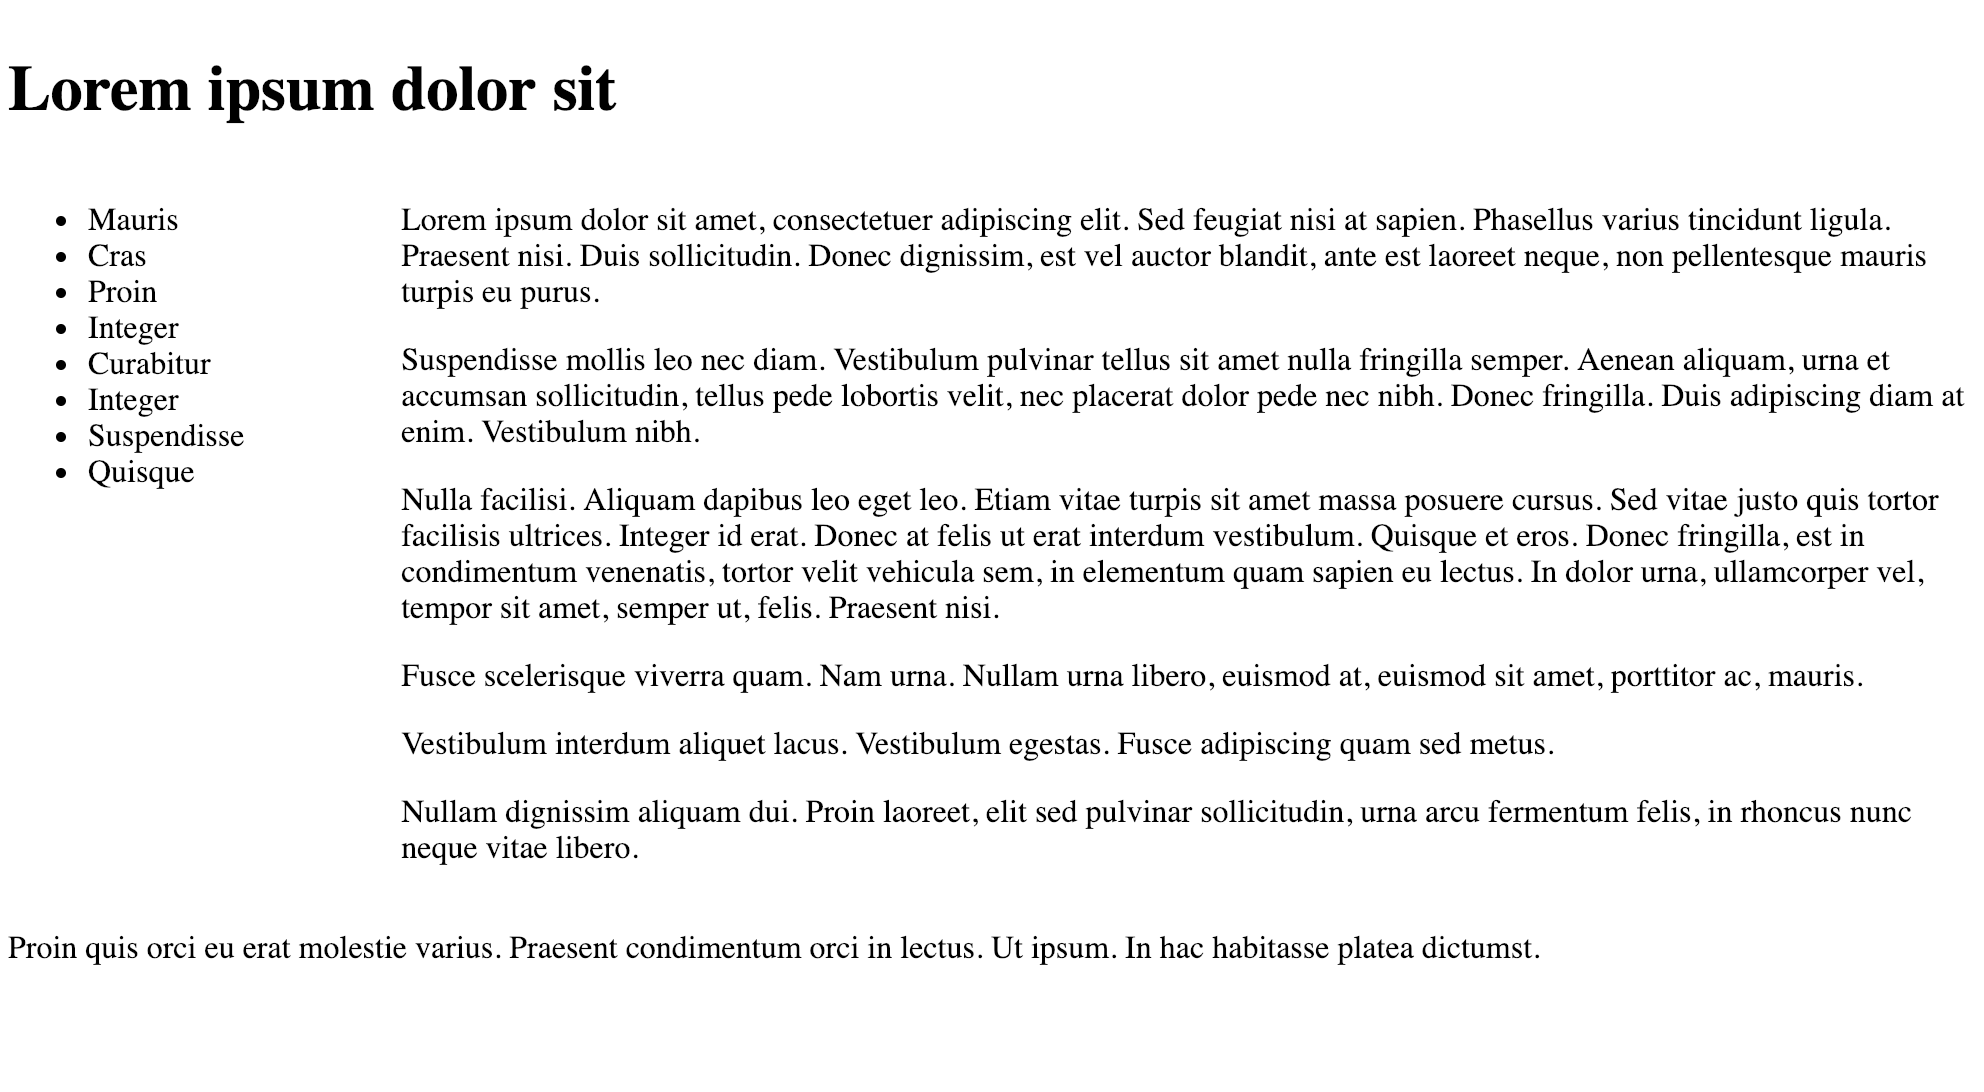 Lorem ipsum dolor sit
Mauris
Cras
Proin
Integer
Curabitur
Integer
Suspendisse
Quisque
Lorem ipsum dolor sit amet, consectetuer adipiscing elit. Sed feugiat nisi at sapien. Phasellus varius tincidunt ligula.
Praesent nisi. Duis sollicitudin. Donec dignissim, est vel auctor blandit, ante est laoreet neque, non pellentesque mauris
turpis eu purus.
Suspendisse mollis leo nec diam. Vestibulum pulvinar tellus sit amet nulla fringilla semper. Aenean aliquam, urna et
accumsan sollicitudin, tellus pede lobortis velit, nec placerat dolor pede nec nibh. Donec fringilla. Duis adipiscing diam at
enim. Vestibulum nibh.
Nulla facilisi. Aliquam dapibus leo eget leo. Etiam vitae turpis sit amet massa posuere cursus. Sed vitae justo quis tortor
facilisis ultrices. Integer id erat. Donec at felis ut erat interdum vestibulum. Quisque et eros. Donec fringilla, est in
condimentum venenatis, tortor velit vehicula sem, in elementum quam sapien eu lectus. In dolor urna, ullamcorper vel,
tempor sit amet, semper ut, felis. Praesent nisi.
Fusce scelerisque viverra quam. Nam urna. Nullam urna libero, euismod at, euismod sit amet, porttitor ac, mauris.
Vestibulum interdum aliquet lacus. Vestibulum egestas. Fusce adipiscing quam sed metus.
Nullam dignissim aliquam dui. Proin laoreet, elit sed pulvinar sollicitudin, urna arcu fermentum felis, in rhoncus nunc
neque vitae libero.
Proin quis orci eu erat molestie varius. Praesent condimentum orci in lectus. Ut ipsum. In hac habitasse platea dictumst.